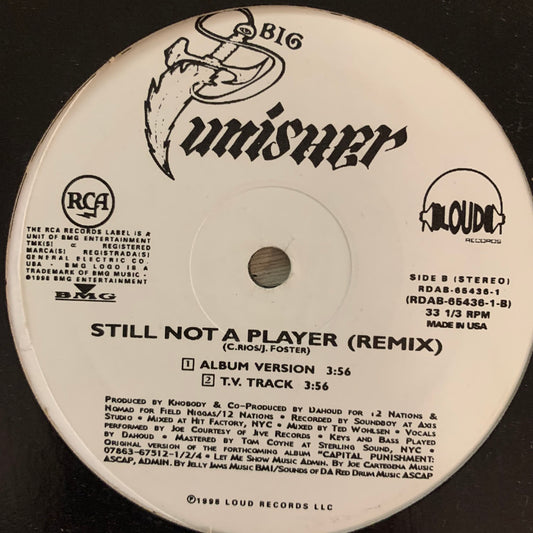 BIG
Punisher
RCA
THE RCA RECORDS LABEL IS A
UNIT OF BMG ENTERTAINMENT
TMK(S) ® REGISTERED
MARCA(S) REGISTRADA(S)
GENERAL ELECTRIC CO.
USA • BMG LOGO IS A
TRADEMARK OF BMG MUSIC •
©1998 BMG ENTERTAINMENT
BMG
LOUD
RECORDS
SIDE B (STEREO)
RDAB-65436-1
(RDAB-65436-1-B)
33 1/3 RPM
MADE IN USA
STILL NOT A PLAYER (REMIX)
(C.RIOS/J. FOSTER)
1 ALBUM VERSION 3:56
2 T.V. TRACK 3:56
PRODUCED BY KNOBODY & CO-PRODUCED BY DAHOUD FOR 12 NATIONS &
NOMAD FOR FIELD NIGGAS/12 NATIONS • RECORDED BY SOUNDBOY AT AXIS
STUDIO • MIXED AT HIT FACTORY, NYC • MIXED BY TED WOHLSEN • VOCALS
PERFORMED BY JOE COURTESY OF JIVE RECORDS • KEYS AND BASS PLAYED
BY DAHOUD • MASTERED BY TOM COYNE AT STERLING SOUND, NYC •
ORIGINAL VERSION OF THE FORTHCOMING ALBUM "CAPITAL PUNISHMENT:
07863-67512-1/2/4 • LET ME SHOW MUSIC ADMIN. BY JOE CARTEGENA MUSIC
ASCAP, ADMIN. BY JELLY JAMS MUSIC BMI/SOUNDS OF DA RED DRUM MUSIC ASCAP
℗1998 LOUD RECORDS LLC